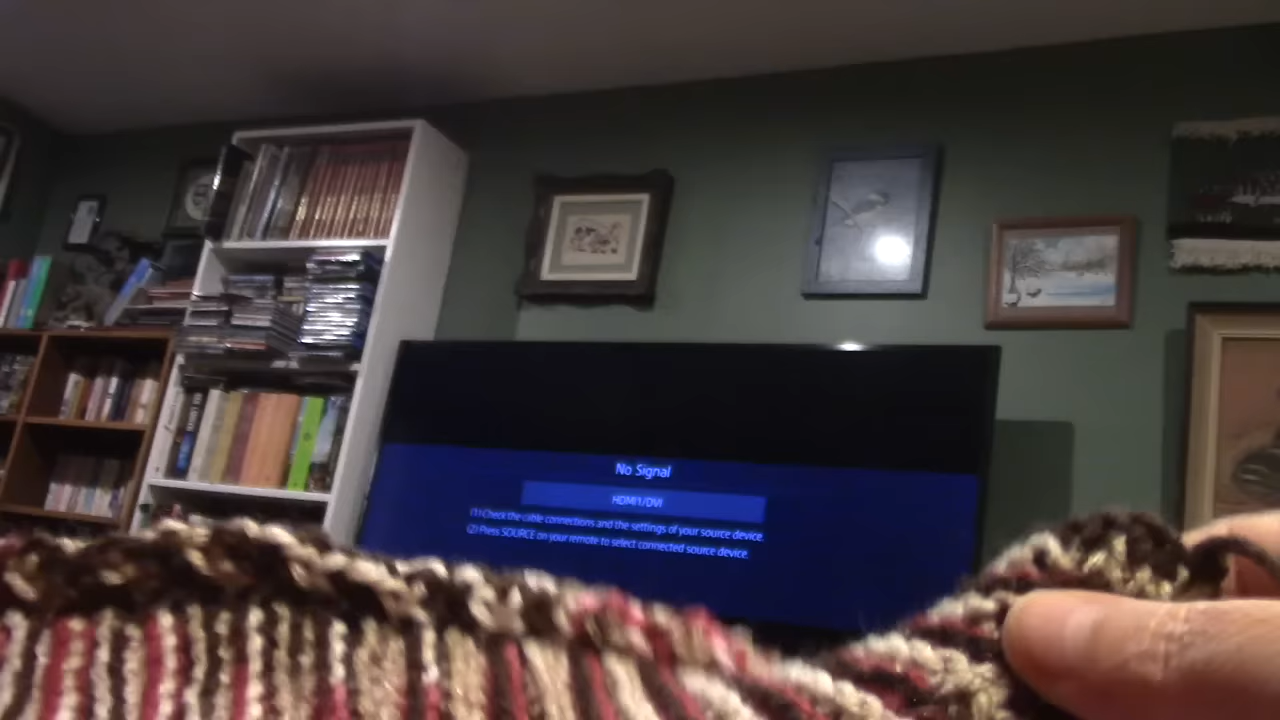 No Signal
HDMI1/DVI
(1) Check the cable connections and the settings of your source device.
(2) Press SOURCE on your remote to select connected source device.